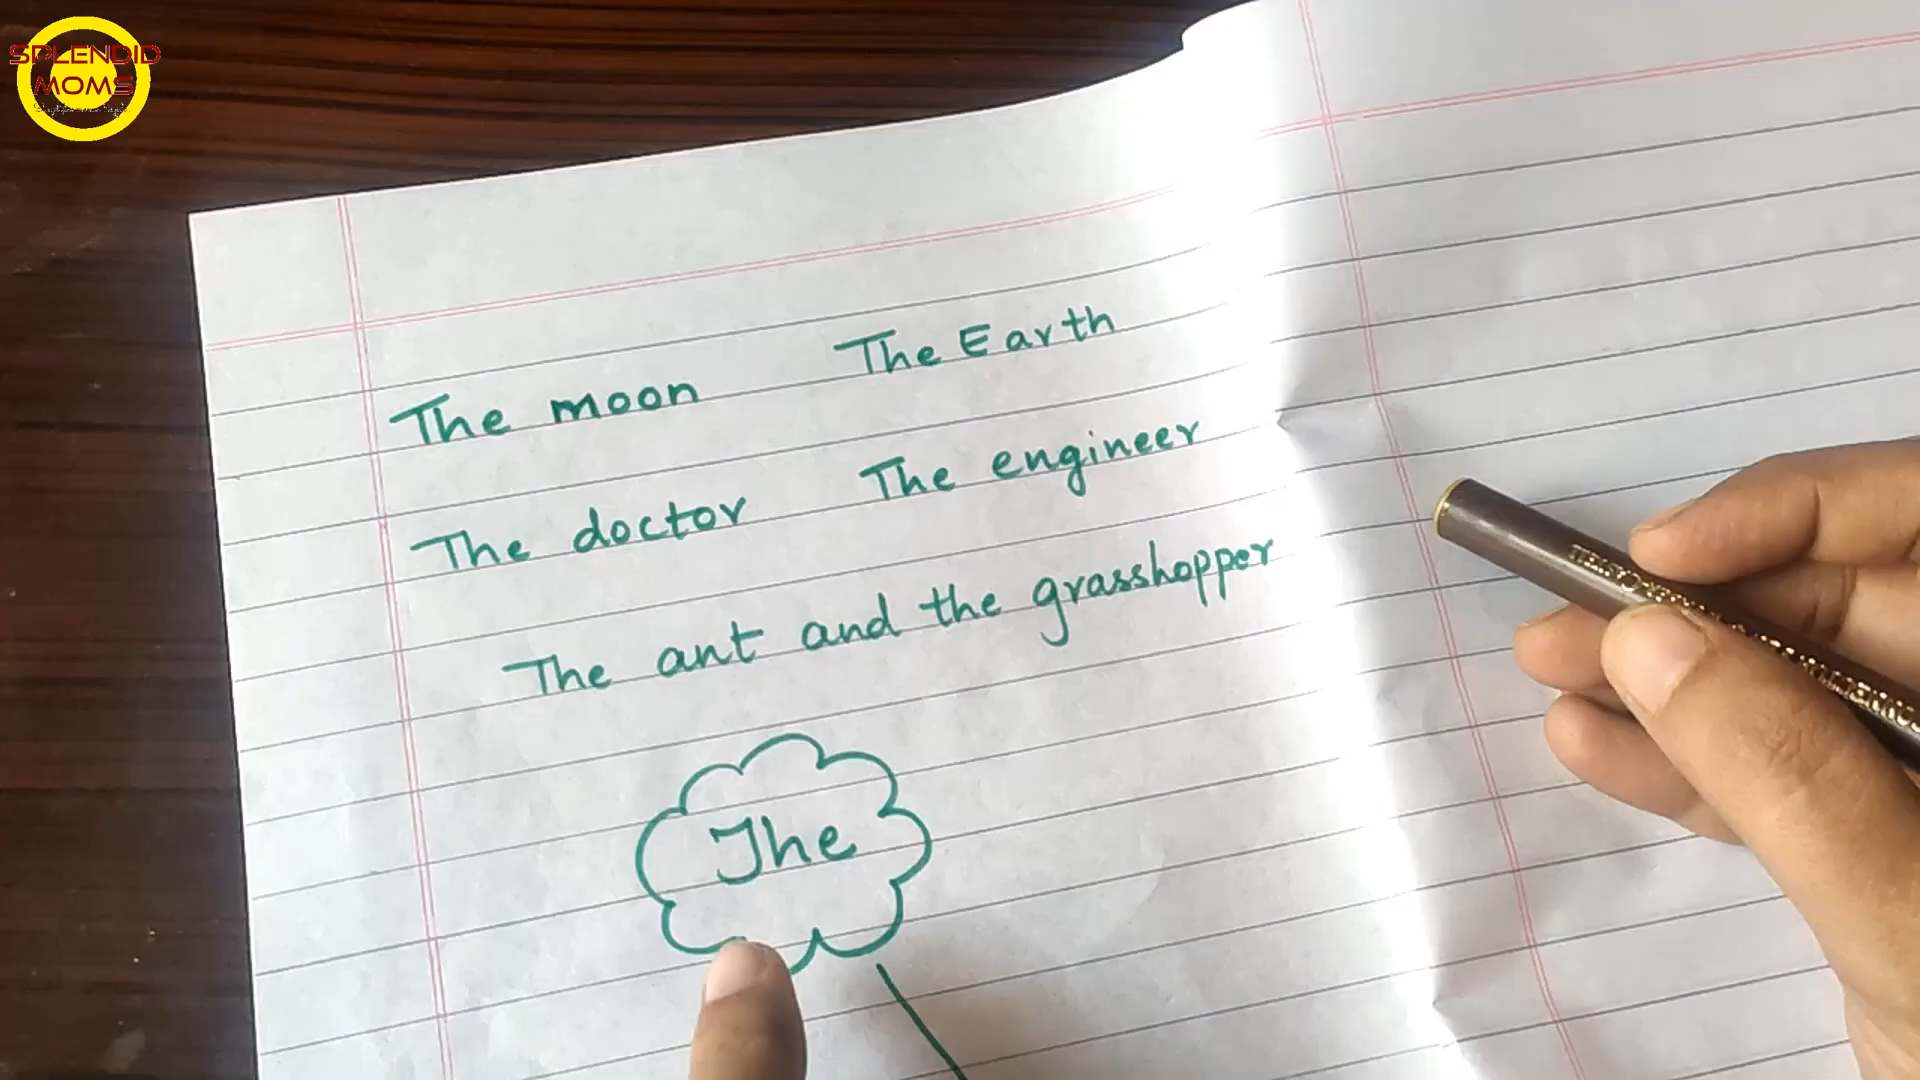 SPLENDID
MOMS
The moon The Earth
The doctor The engineer
The ant and the grasshopper
The